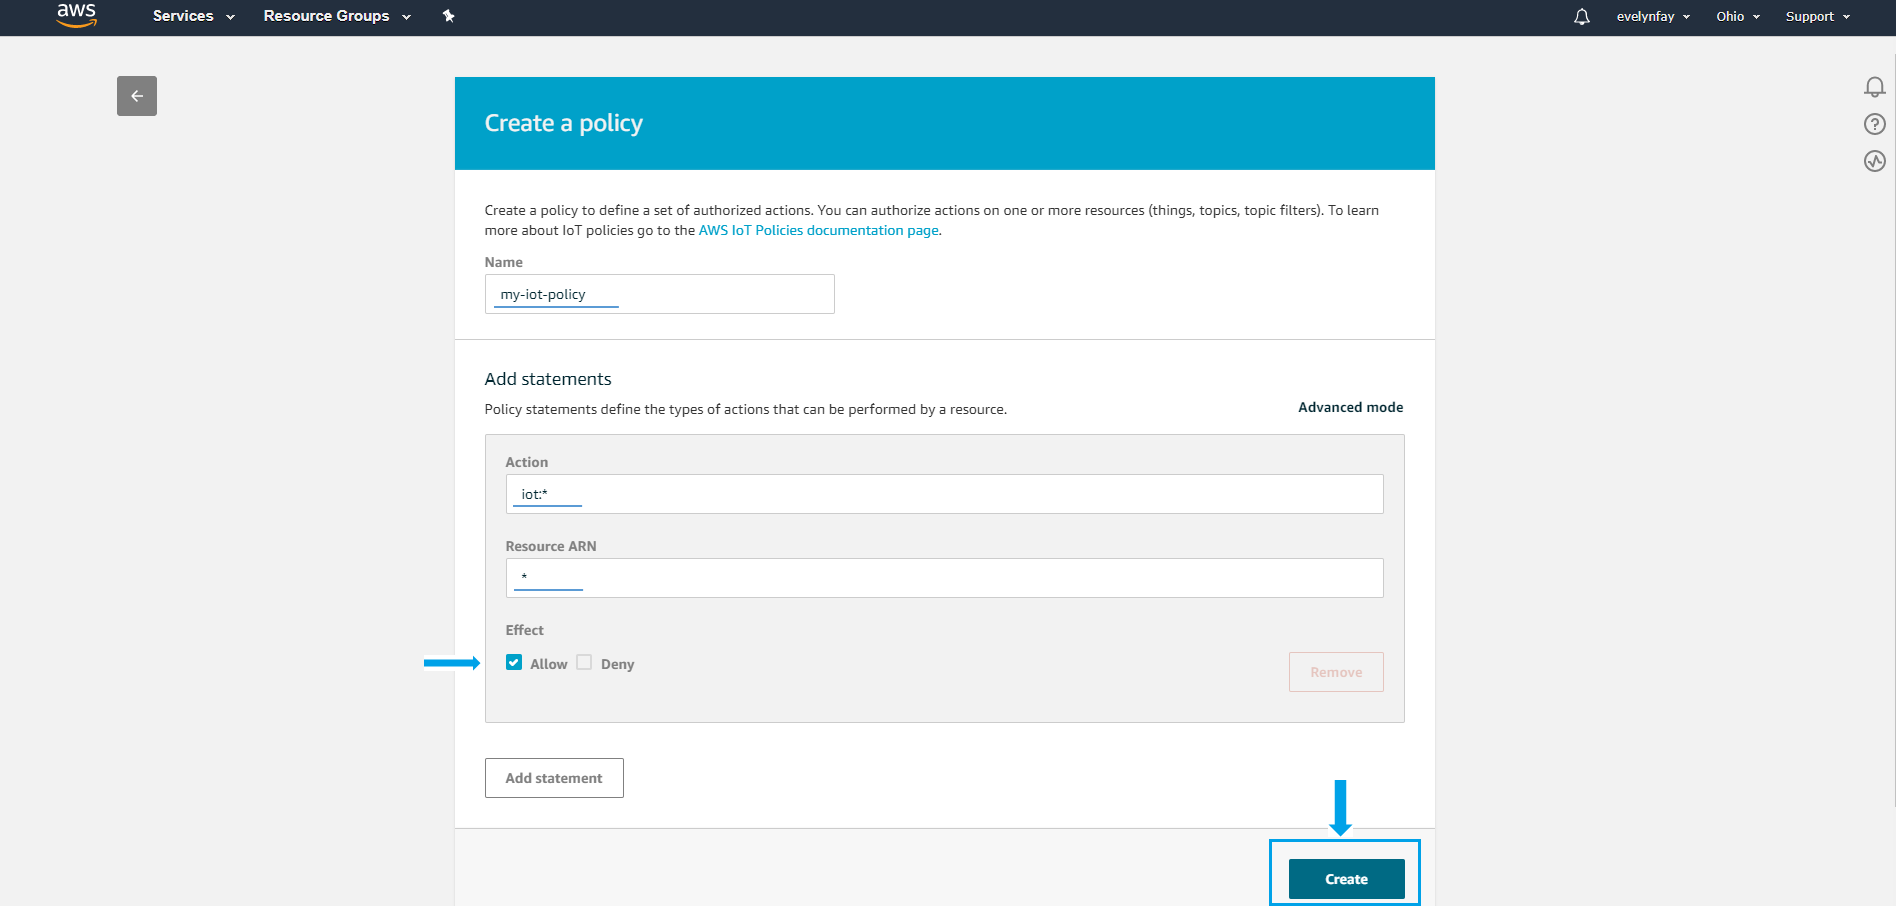 aws Services Resource Groups evelynfay Ohio Support
Create a policy
Create a policy to define a set of authorized actions. You can authorize actions on one or more resources (things, topics, topic filters). To learn
more about IoT policies go to the AWS IoT Policies documentation page.
Name
my-iot-policy
Add statements
Policy statements define the types of actions that can be performed by a resource.
Advanced mode
Action
iot:*
Resource ARN
*
Effect
Allow Deny
Remove
Add statement
Create